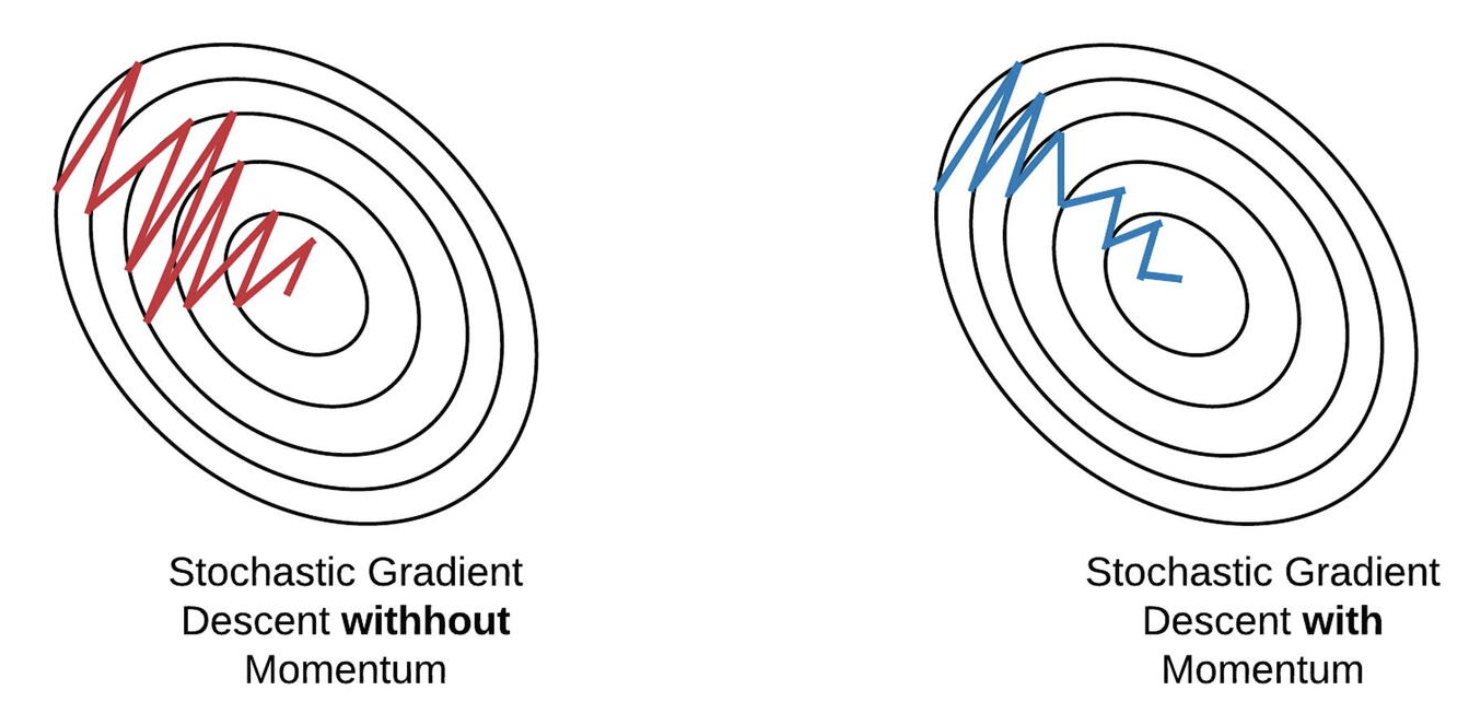 Stochastic Gradient
Descent withhout
Momentum
Stochastic Gradient
Descent with
Momentum